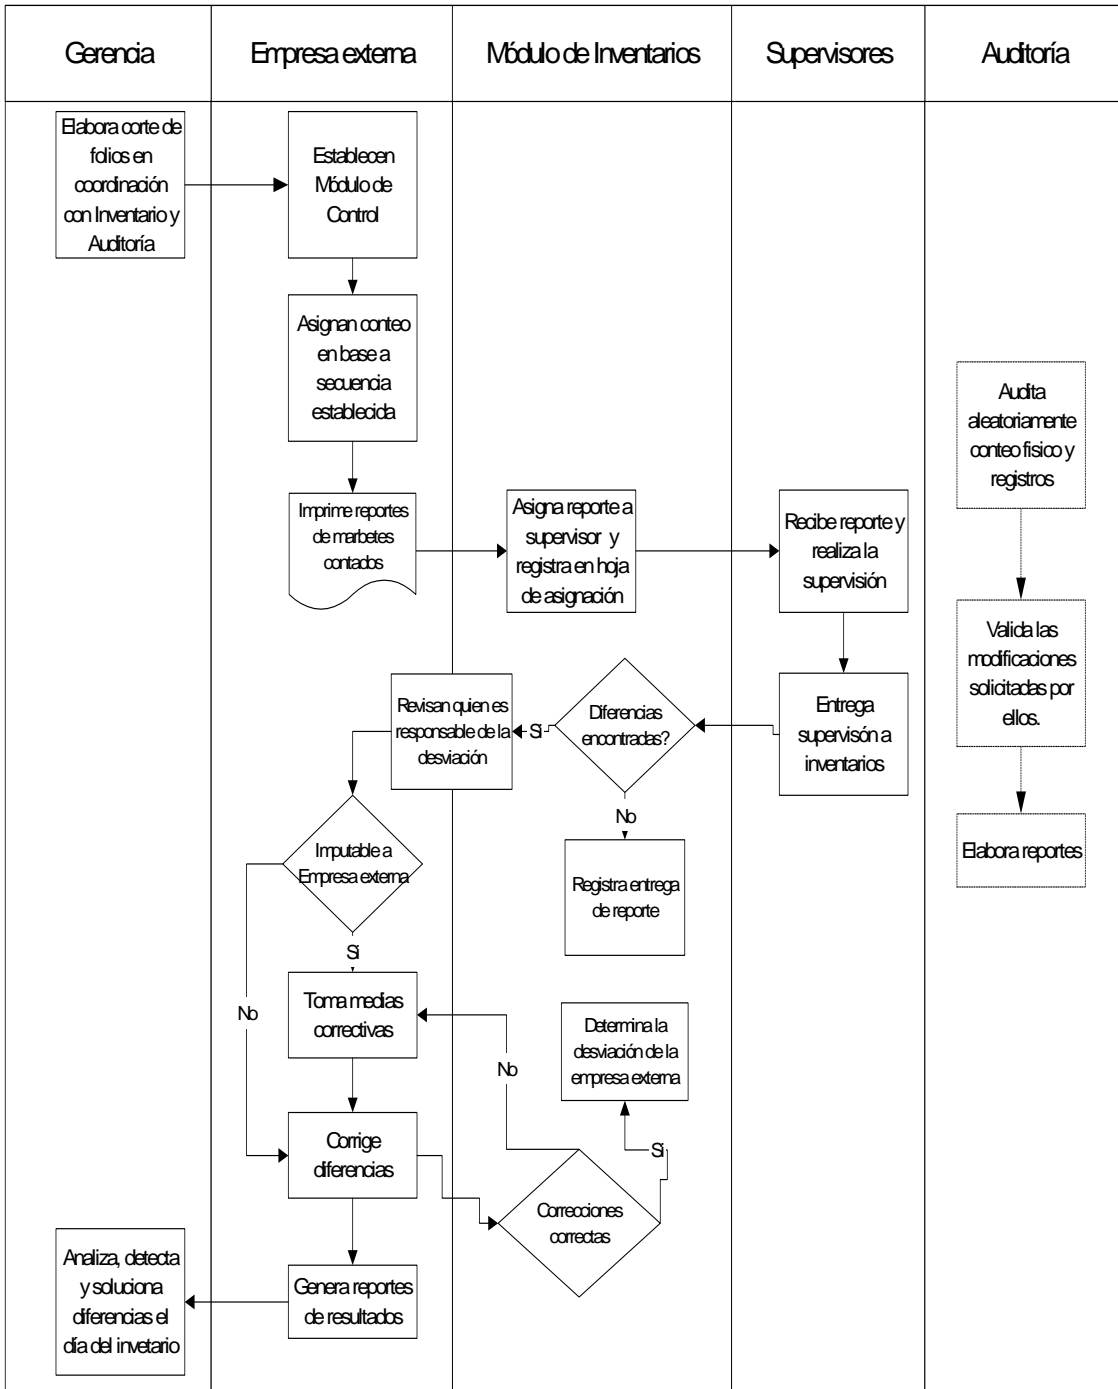 Gerencia
Empresa externa
Módulo de Inventarios
Supervisores
Auditoría
Elabora corte de
folios en
coordinación
con Inventario y
Auditoría
Establecen
Módulo de
Control
Asignan conteo
en base a
secuencia
establecida
Imprime reportes
de marbetes
contados
Asigna reporte a
supervisor y
registra en hoja
de asignación
Recibe reporte y
realiza la
supervisión
Audita
aleatoriamente
conteo físico y
registros
Valida las
modificaciones
solicitadas por
ellos.
Elabora reportes
Entrega
supervisón a
inventarios
Diferencias
encontradas?
Si
No
Revisan quien es
responsable de la
desviación
Registra entrega
de reporte
Imputable a
Empresa externa
Si
No
Toma medias
correctivas
Determina la
desviación de la
empresa externa
No
Si
Corrige
diferencias
Correcciones
correctas
Genera reportes
de resultados
Analiza, detecta
y soluciona
diferencias el
día del invetario